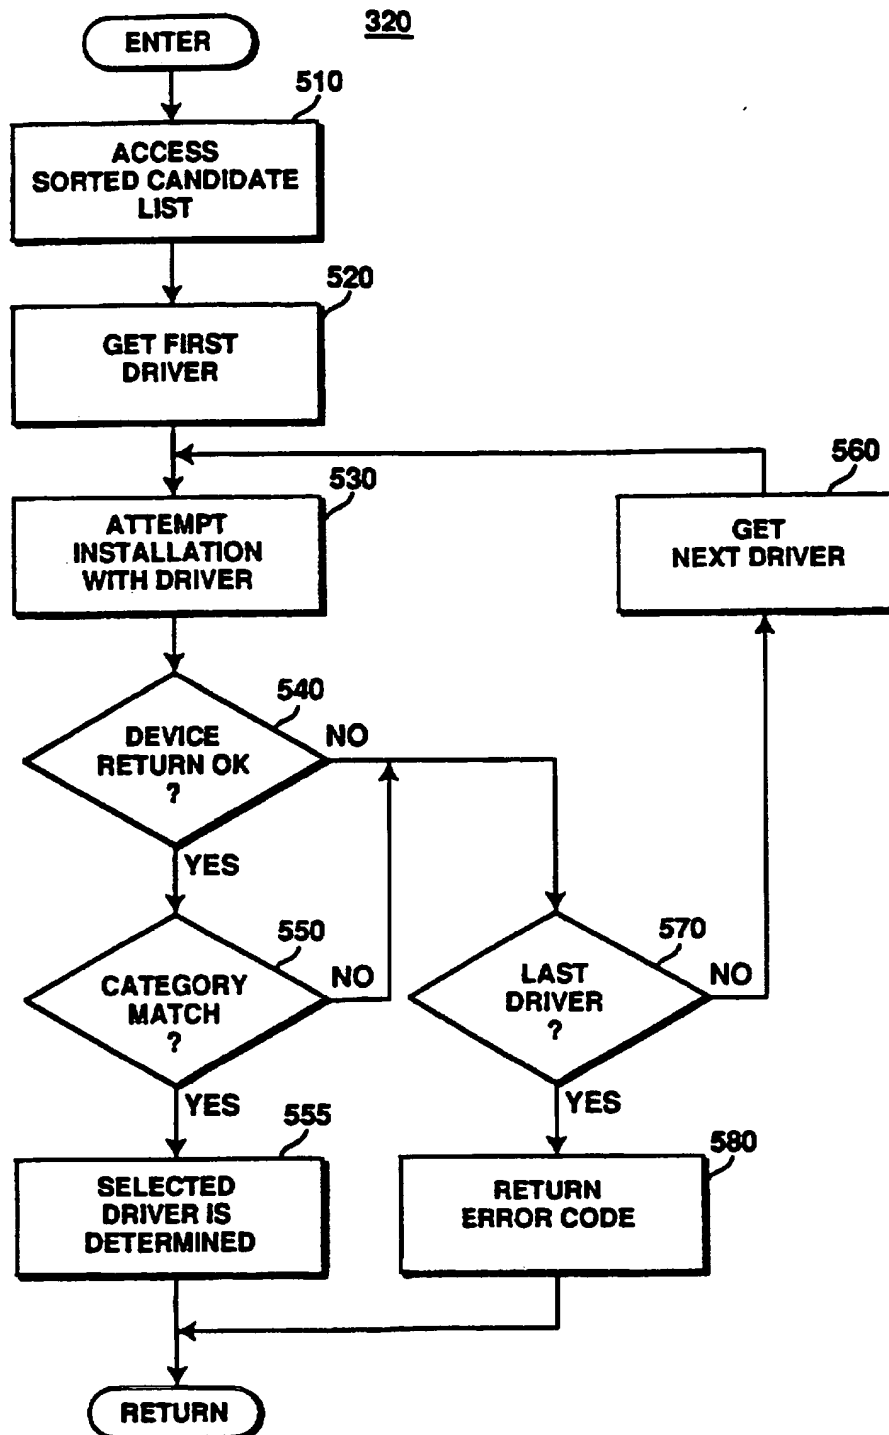 320
ENTER
510
ACCESS
SORTED CANDIDATE
LIST
520
GET FIRST
DRIVER
530
ATTEMPT
INSTALLATION
WITH DRIVER
560
GET
NEXT DRIVER
540
DEVICE
RETURN OK
?
NO
YES
550
CATEGORY
MATCH
?
NO
YES
570
LAST
DRIVER
?
NO
YES
555
SELECTED
DRIVER IS
DETERMINED
580
RETURN
ERROR CODE
RETURN